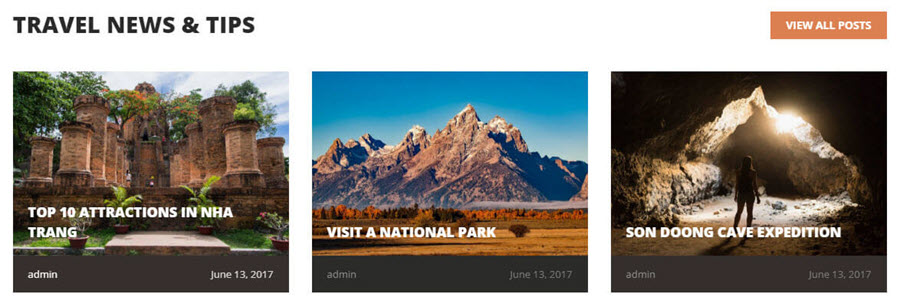 TRAVEL NEWS & TIPS
VIEW ALL POSTS
TOP 10 ATTRACTIONS IN NHA
TRANG
admin
June 13, 2017
VISIT A NATIONAL PARK
admin
June 13, 2017
SON DOONG CAVE EXPEDITION
admin
June 13, 2017